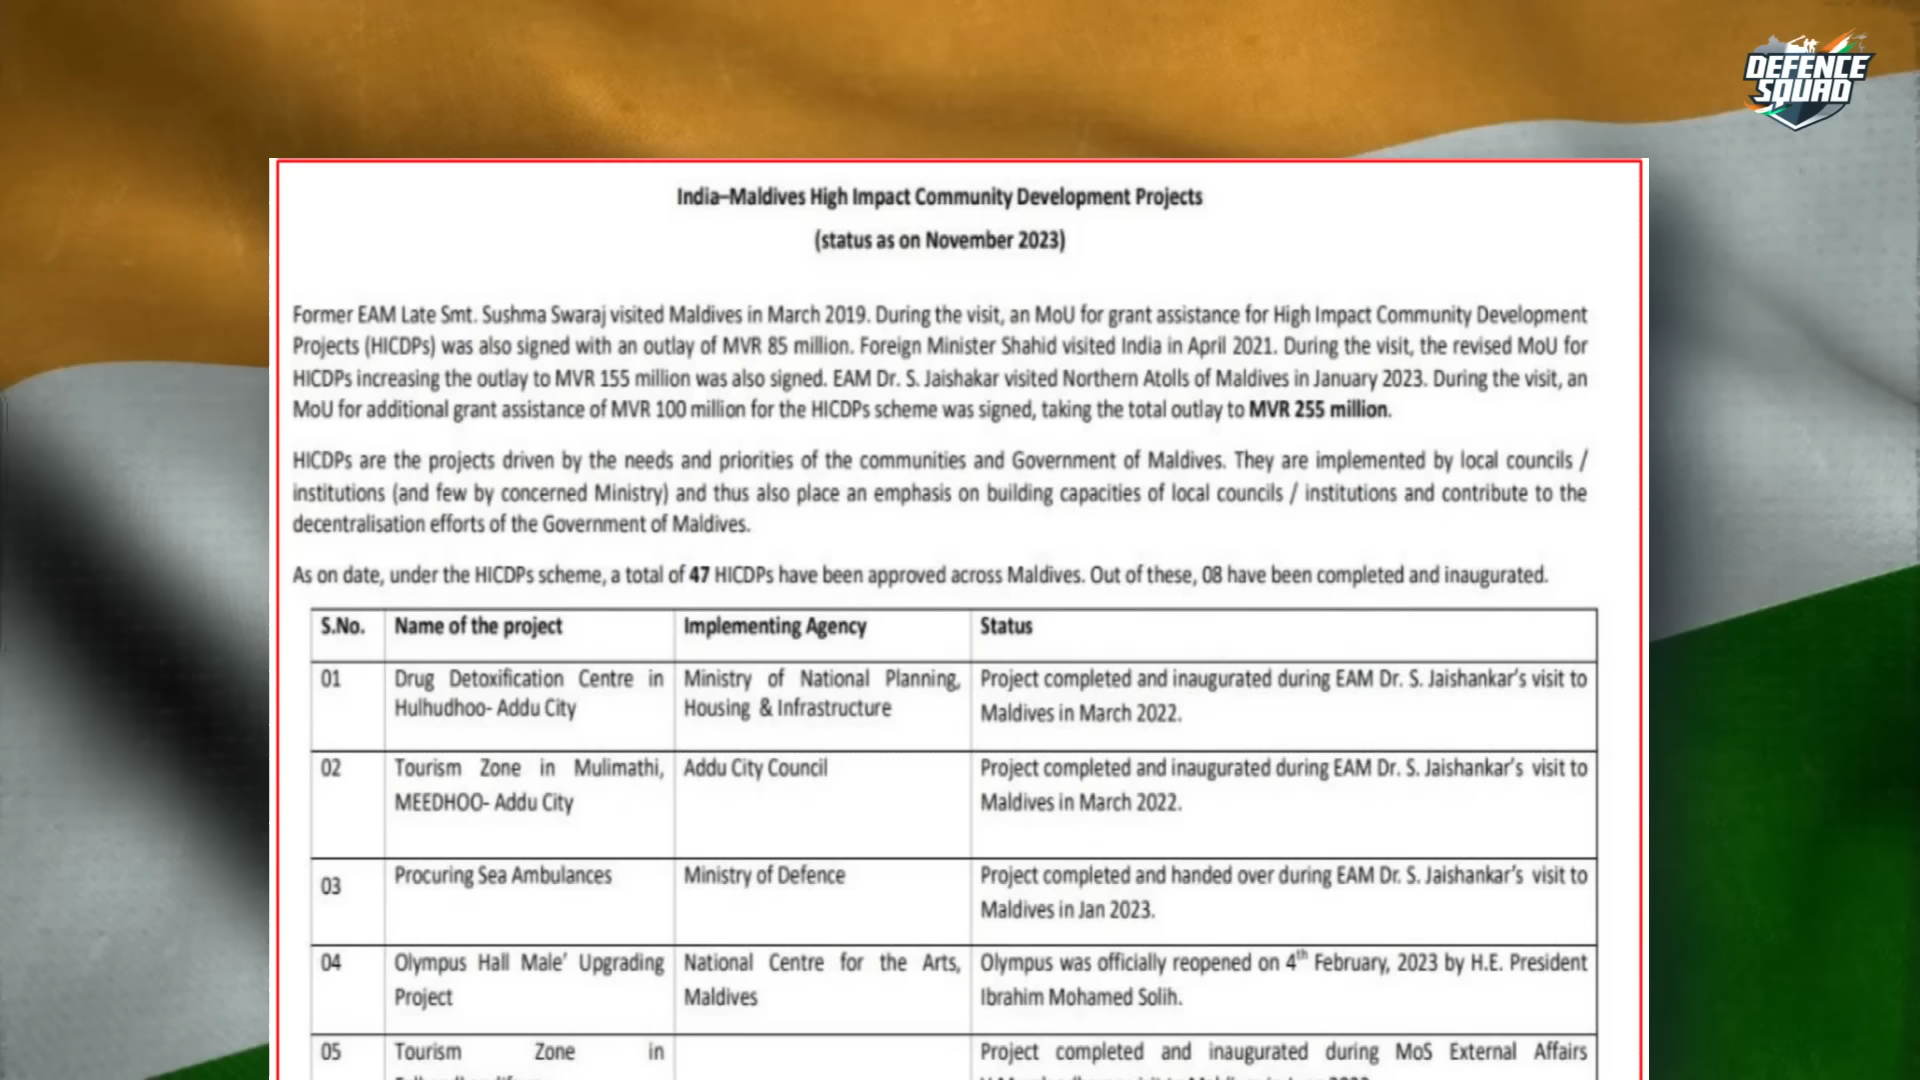 DEFENCE
SQUAD
India–Maldives High Impact Community Development Projects
(status as on November 2023)
Former EAM Late Smt. Sushma Swaraj visited Maldives in March 2019. During the visit, an MoU for grant assistance for High Impact Community Development
Projects (HICDPs) was also signed with an outlay of MVR 85 million. Foreign Minister Shahid visited India in April 2021. During the visit, the revised MoU for
HICDPs increasing the outlay to MVR 155 million was also signed. EAM Dr. S. Jaishakar visited Northern Atolls of Maldives in January 2023. During the visit, an
MoU for additional grant assistance of MVR 100 million for the HICDPs scheme was signed, taking the total outlay to MVR 255 million.
HICDPs are the projects driven by the needs and priorities of the communities and Government of Maldives. They are implemented by local councils /
institutions (and few by concerned Ministry) and thus also place an emphasis on building capacities of local councils / institutions and contribute to the
decentralisation efforts of the Government of Maldives.
As on date, under the HICDPs scheme, a total of 47 HICDPs have been approved across Maldives. Out of these, 08 have been completed and inaugurated.
S.No. Name of the project Implementing Agency Status
01 Drug Detoxification Centre in Ministry of National Planning, Project completed and inaugurated during EAM Dr. S. Jaishankar's visit to
Hulhudhoo- Addu City Housing & Infrastructure Maldives in March 2022.
02 Tourism Zone in Mulimathi, Addu City Council Project completed and inaugurated during EAM Dr. S. Jaishankar's visit to
MEEDHOO- Addu City Maldives in March 2022.
03 Procuring Sea Ambulances Ministry of Defence Project completed and handed over during EAM Dr. S. Jaishankar's visit to
Maldives in Jan 2023.
04 Olympus Hall Male' Upgrading National Centre for the Arts, Olympus was officially reopened on 4th February, 2023 by H.E. President
Project Maldives Ibrahim Mohamed Solih.
05 Tourism Zone in Project completed and inaugurated during MoS External Affairs